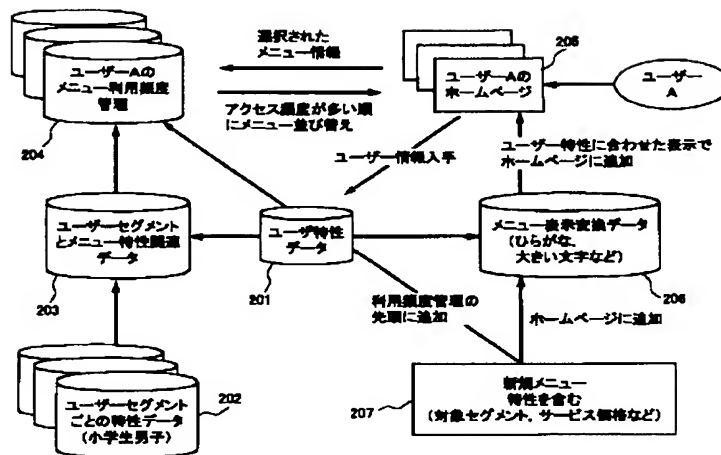 選択された
メニュー情報
205
ユーザーAの
メニュー利用頻度
管理
ユーザーAの
ホームページ
ユーザー
A
アクセス頻度が多い順
にメニュー並び替え
204
ユーザー情報入手
ユーザー特性に合わせた表示で
ホームページに追加
ユーザーセグメント
とメニュー特性関連
データ
ユーザ特性
データ
メニュー表示変換データ
(ひらがな、
大きい文字など)
203
201
206
利用頻度管理の
先頭に追加
ホームページに追加
ユーザーセグメント
ごとの特性データ
(小学生男子)
202
207
新規メニュー
特性を含む
(対象セグメント、サービス価格など)